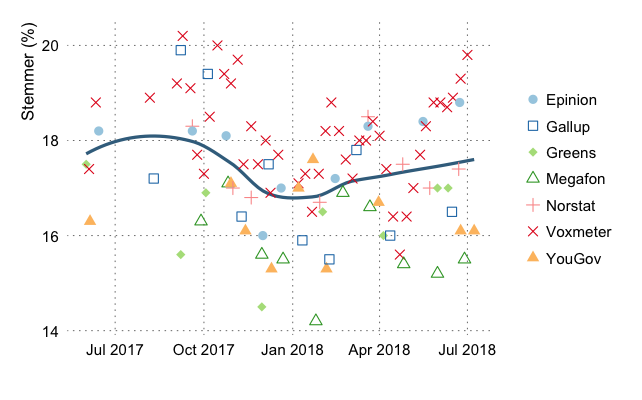 Stemmer (%)
20
18
16
14
Jul 2017
Oct 2017
Jan 2018
Apr 2018
Jul 2018
Epinion
Gallup
Greens
Megafon
Norstat
Voxmeter
YouGov